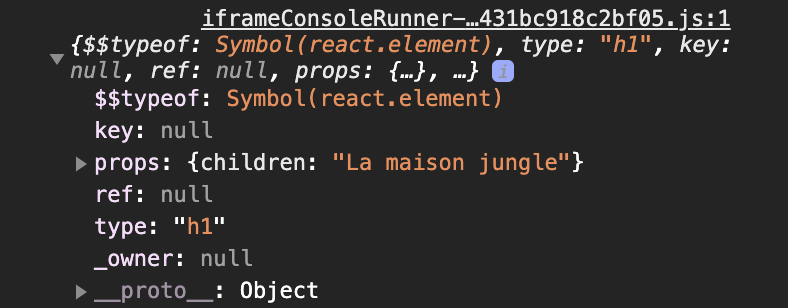 iframeConsoleRunner-…431bc918c2bf05.js:1
{$$typeof: Symbol(react.element), type: "h1", key:
null, ref: null, props: {…}, …} i
$$typeof: Symbol(react.element)
key: null
props: {children: "La maison jungle"}
ref: null
type: "h1"
_owner: null
__proto__: Object